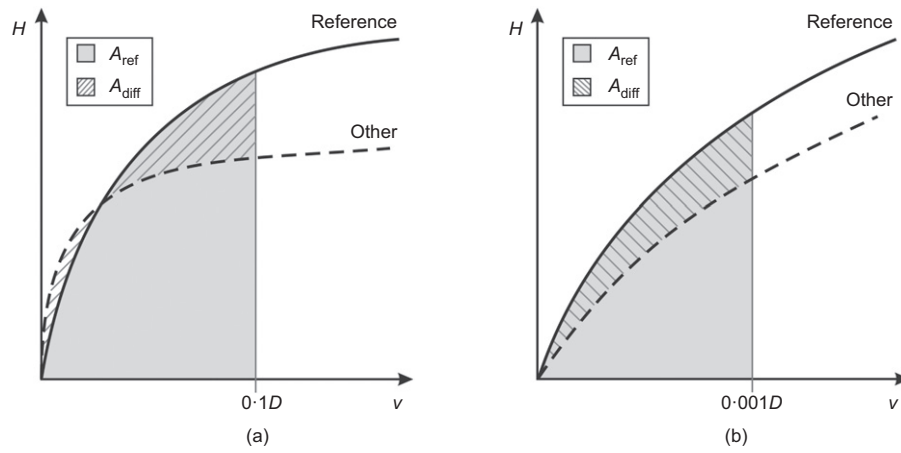 H
Reference
A_ref
A_diff
Other
0·1D
v
(a)
H
Reference
A_ref
A_diff
Other
0·001D
v
(b)